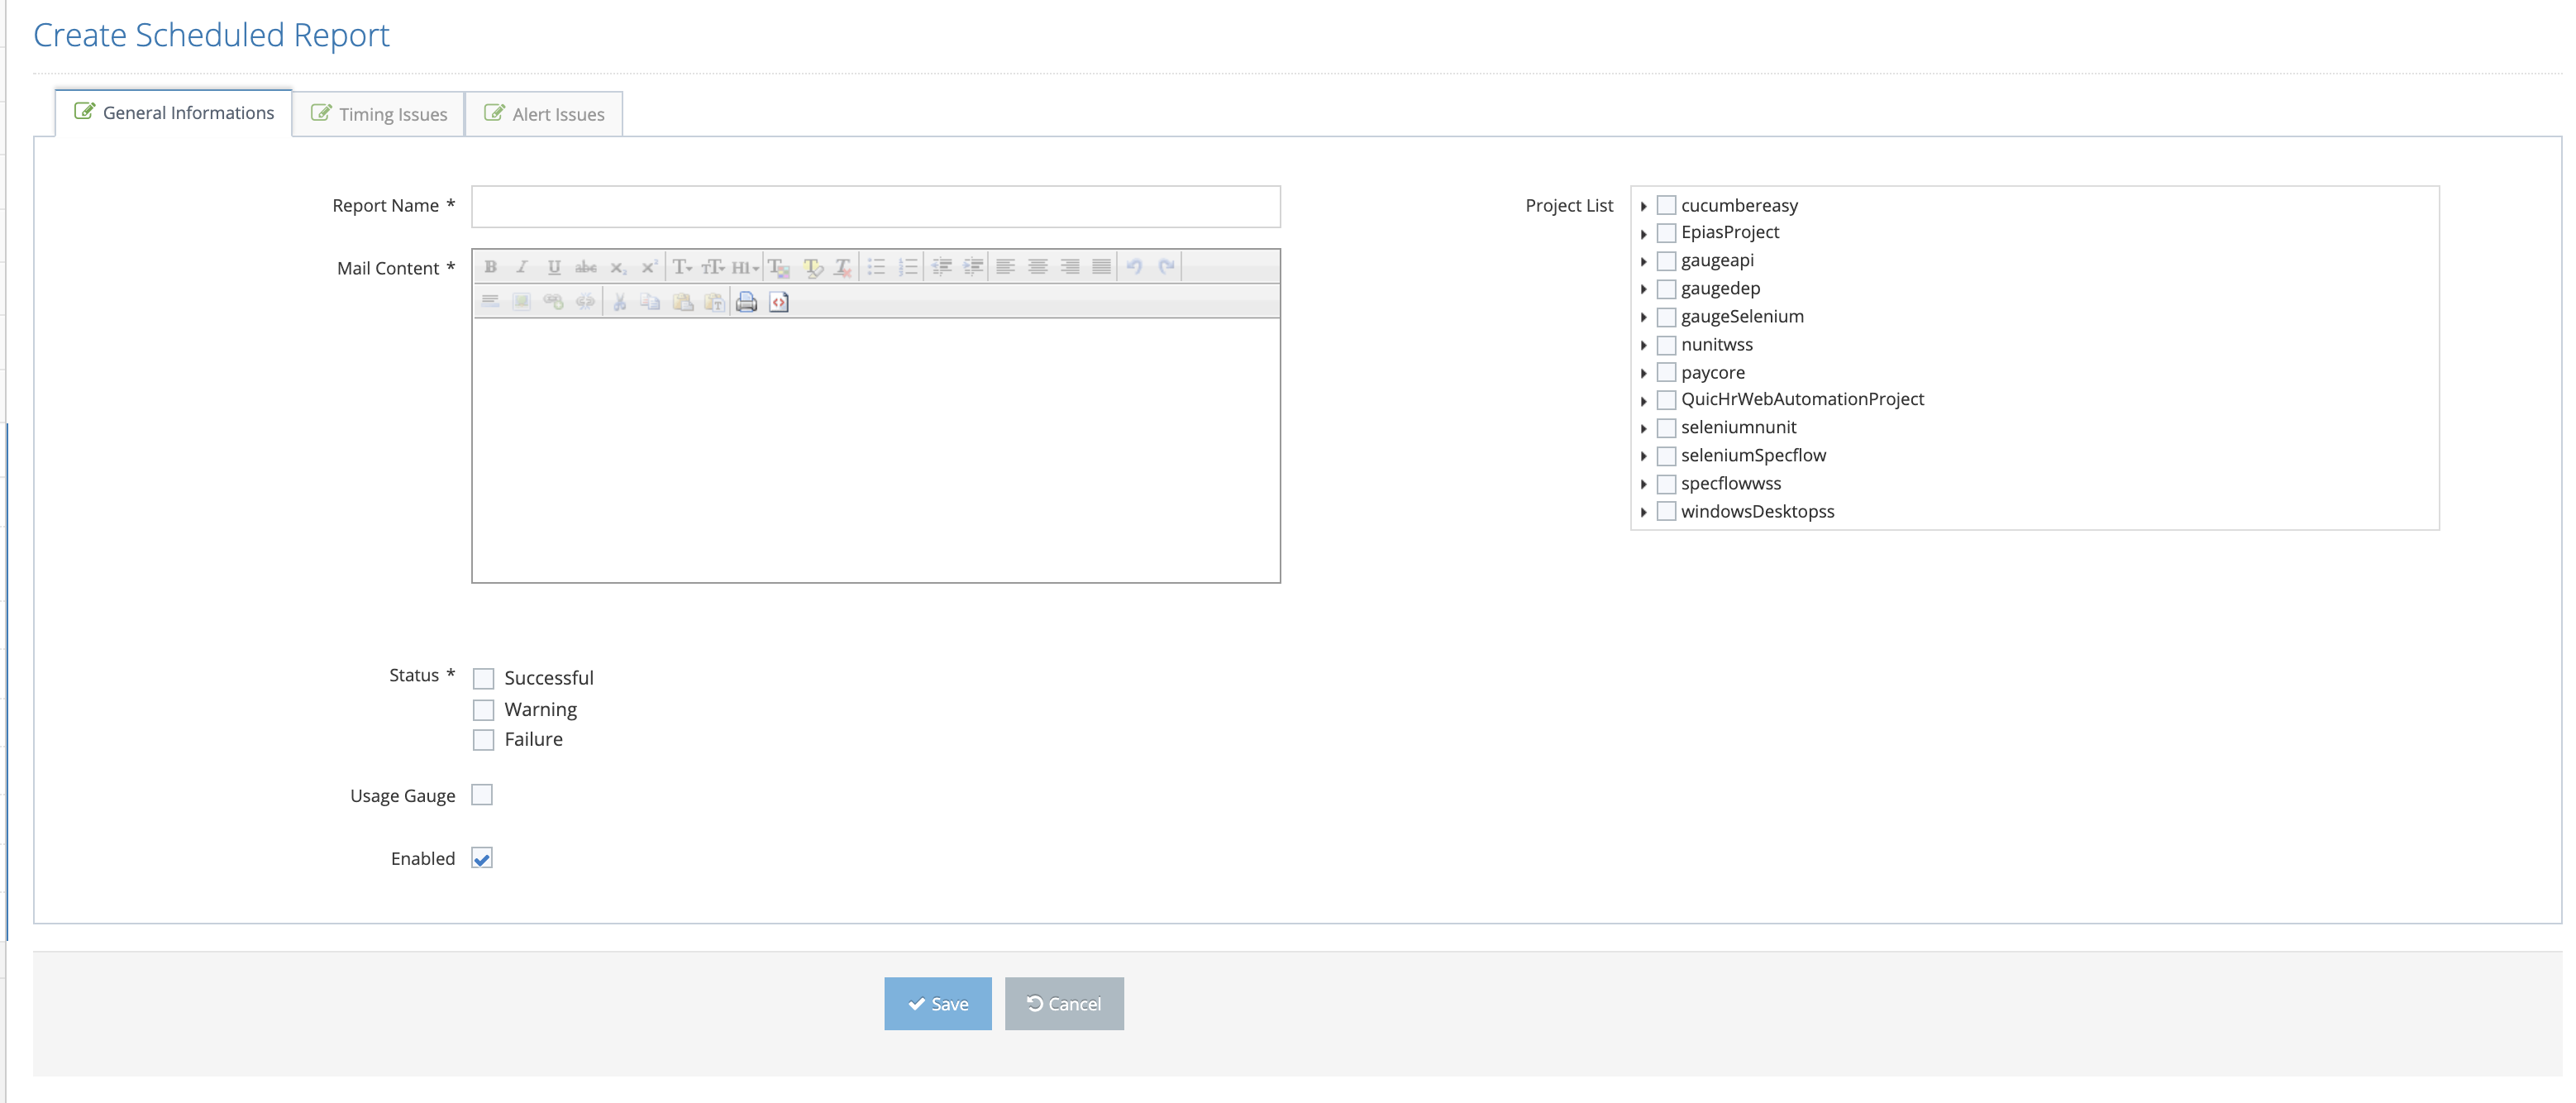 Create Scheduled Report
General Informations
Timing Issues
Alert Issues
Report Name *
Mail Content *
Status *
Successful
Warning
Failure
Usage Gauge
Enabled
Project List
cucumbereasy
EpiasProject
gaugeapi
gaugedep
gaugeSelenium
nunitwss
paycore
QuicHrWebAutomationProject
seleniumnunit
seleniumSpecflow
specflowwss
windowsDesktopss
Save
Cancel